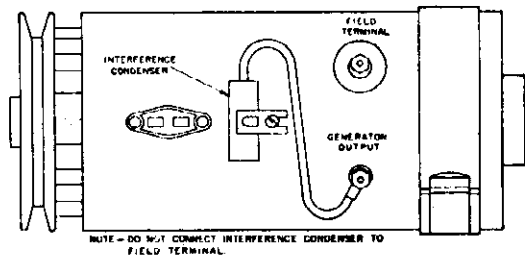 FIELD
TERMINAL
INTERFERENCE
CONDENSER
GENERATOR
OUTPUT
NOTE – DO NOT CONNECT INTERFERENCE CONDENSER TO
FIELD TERMINAL.